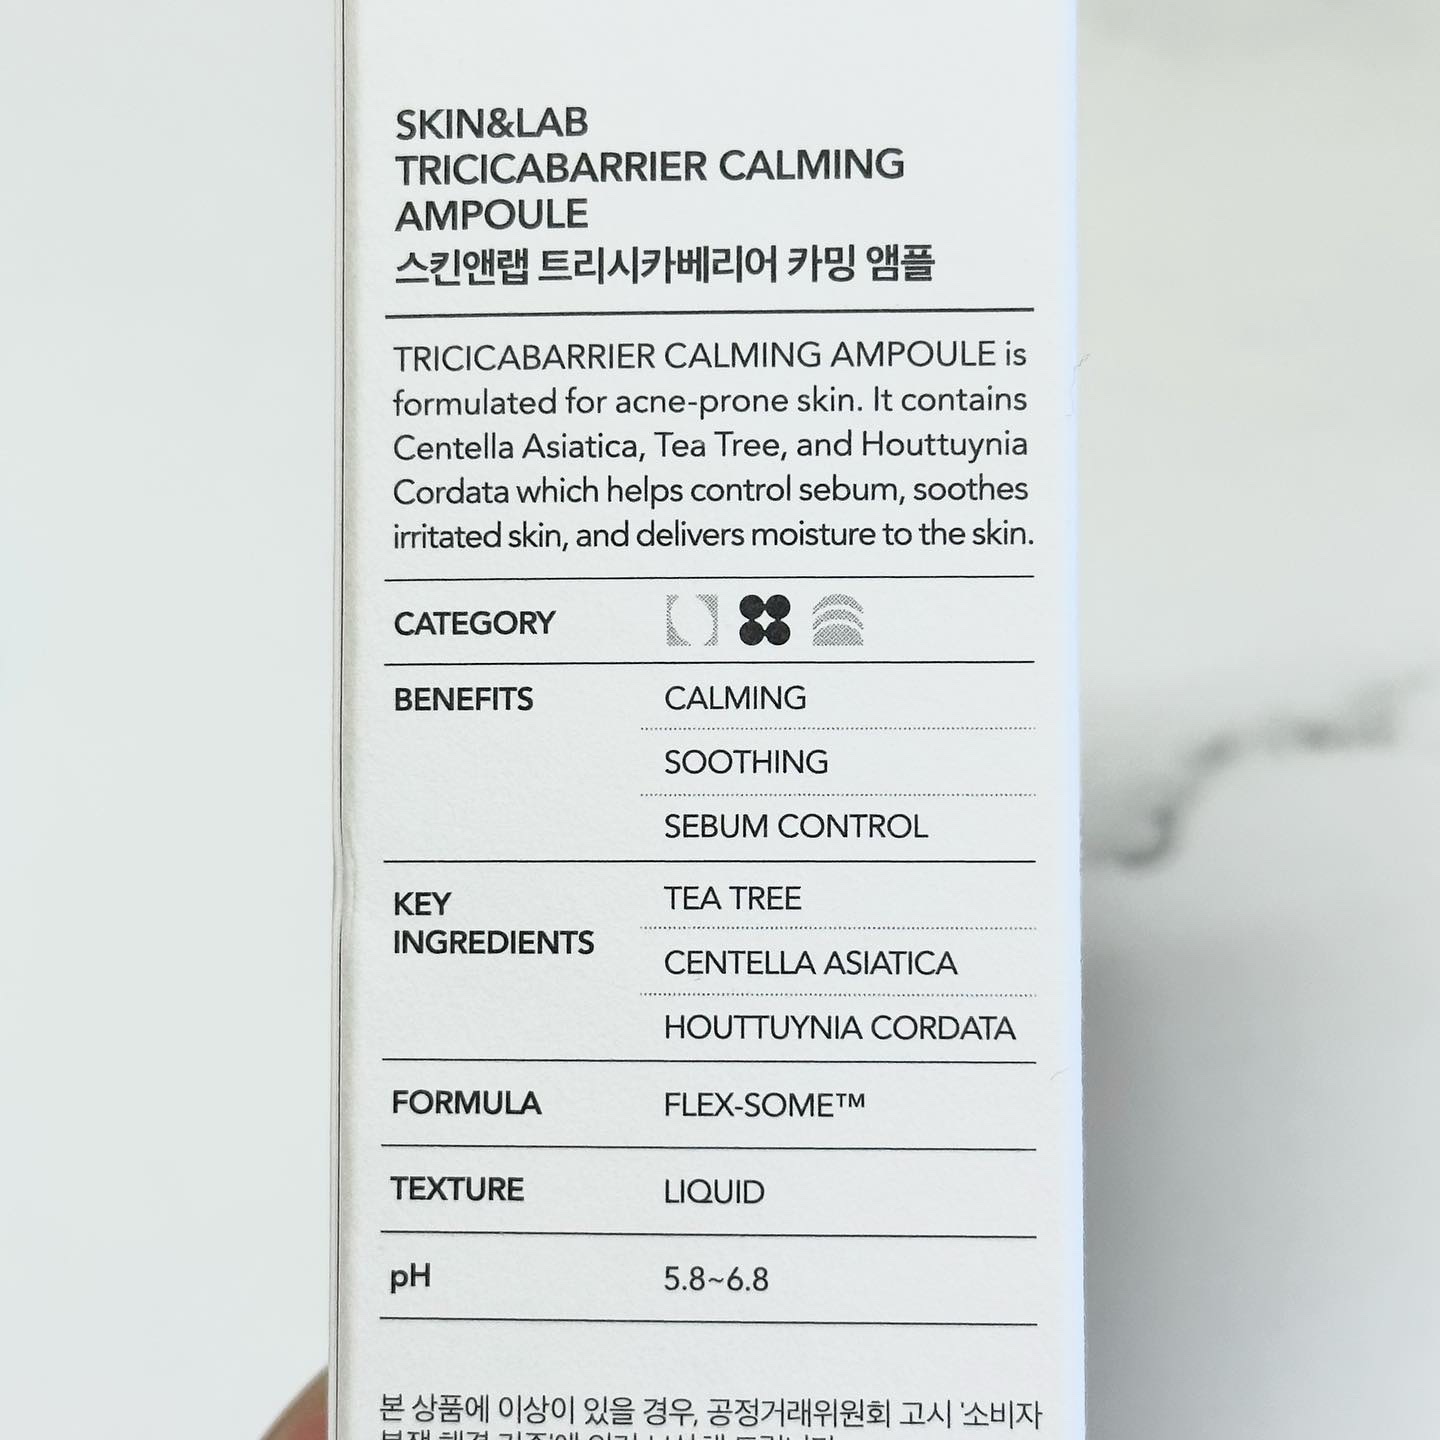 SKIN&LAB
TRICICABARRIER CALMING
AMPOULE
스킨앤랩 트리시카베리어 카밍 앰플
TRICICABARRIER CALMING AMPOULE is
formulated for acne-prone skin. It contains
Centella Asiatica, Tea Tree, and Houttuynia
Cordata which helps control sebum, soothes
irritated skin, and delivers moisture to the skin.
CATEGORY
BENEFITS CALMING
SOOTHING
SEBUM CONTROL
KEY
INGREDIENTS
TEA TREE
CENTELLA ASIATICA
HOUTTUYNIA CORDATA
FORMULA FLEX-SOME™
TEXTURE LIQUID
pH 5.8~6.8
본 상품에 이상이 있을 경우, 공정거래위원회 고시 '소비자